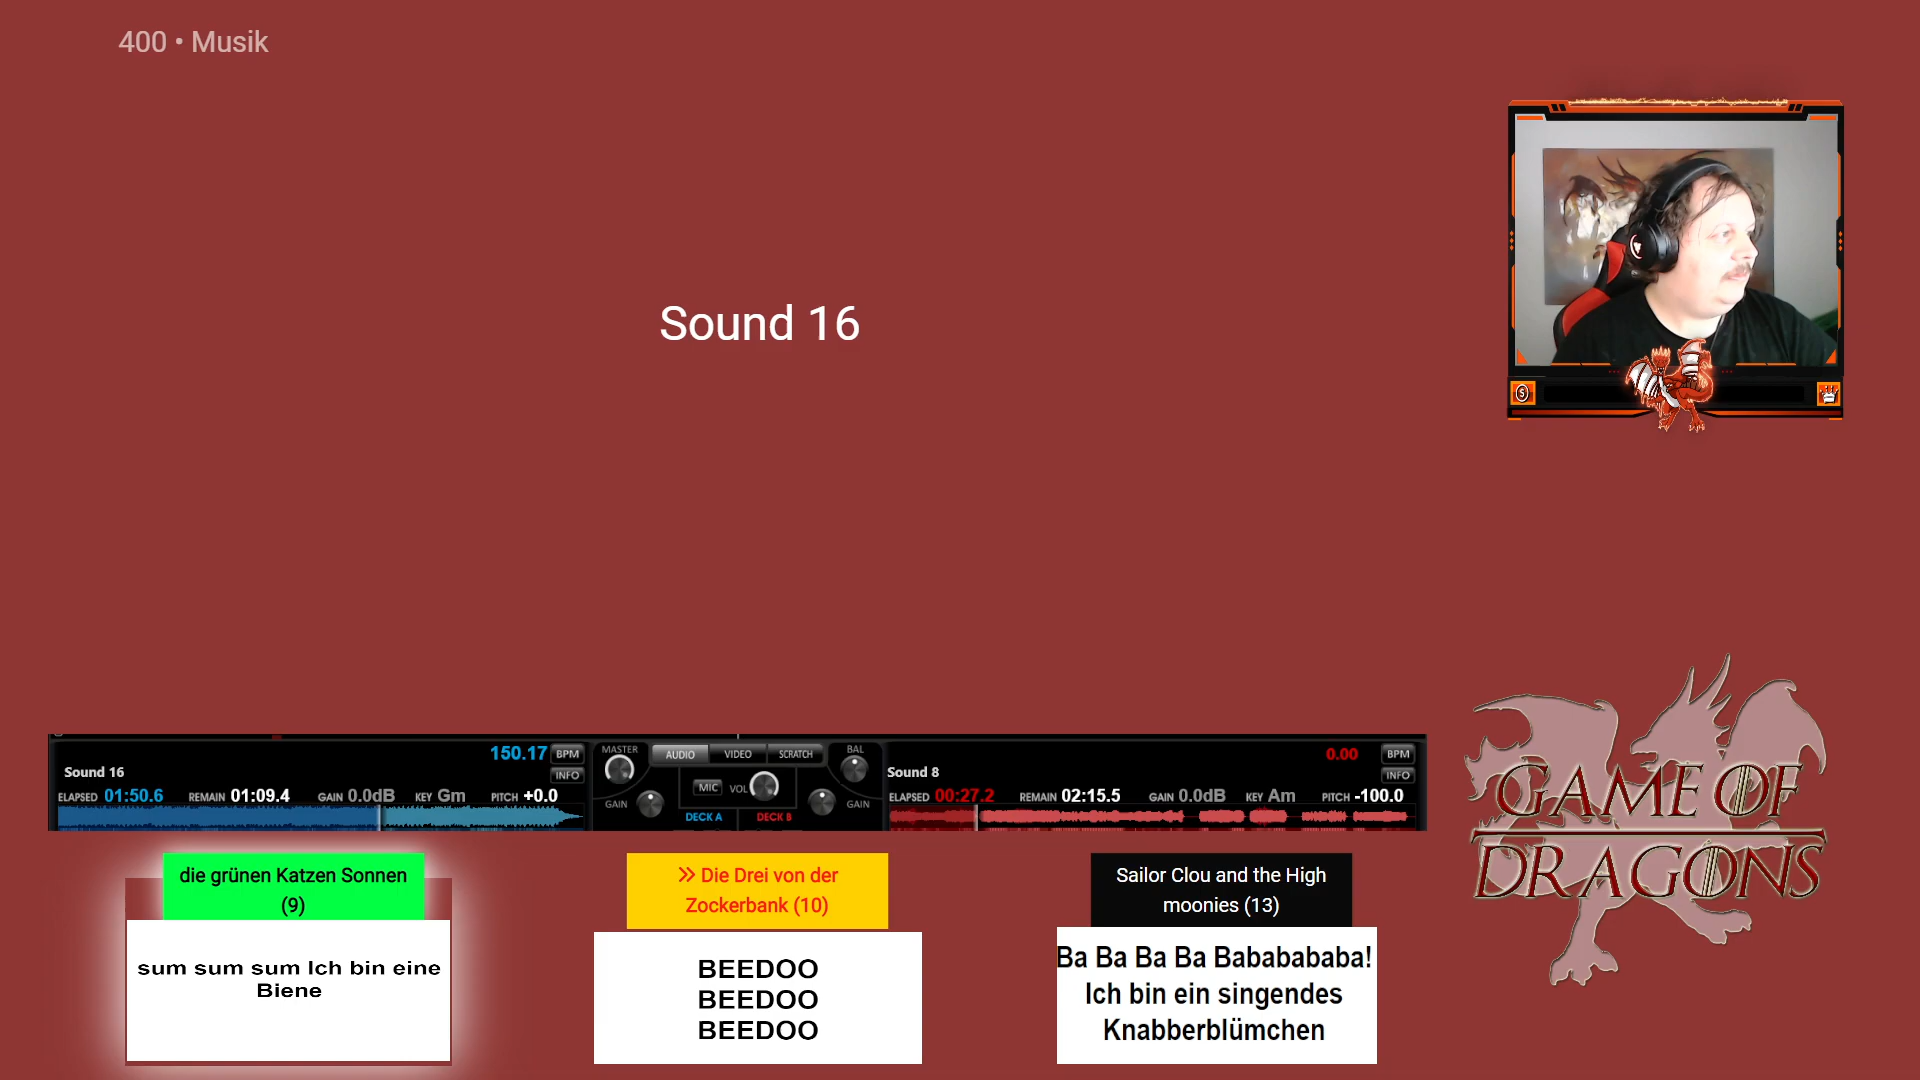 400 • Musik
Sound 16
150.17 BPM
Sound 16
INFO
ELAPSED 01:50.6 REMAIN 01:09.4 GAIN 0.0dB KEY Gm PITCH +0.0
MASTER
AUDIO VIDEO SCRATCH
BAL
MIC VOL
GAIN
GAIN
DECK A DECK B
0.00 BPM
Sound 8
INFO
ELAPSED 00:27.2 REMAIN 02:15.5 GAIN 0.0dB KEY Am PITCH -100.0
die grünen Katzen Sonnen
(9)
sum sum sum Ich bin eine
Biene
Die Drei von der
Zockerbank (10)
BEEDOO
BEEDOO
BEEDOO
Sailor Clou and the High
moonies (13)
Ba Ba Ba Ba Babababababa!
Ich bin ein singendes
Knabberblümchen
GAME OF
DRAGONS